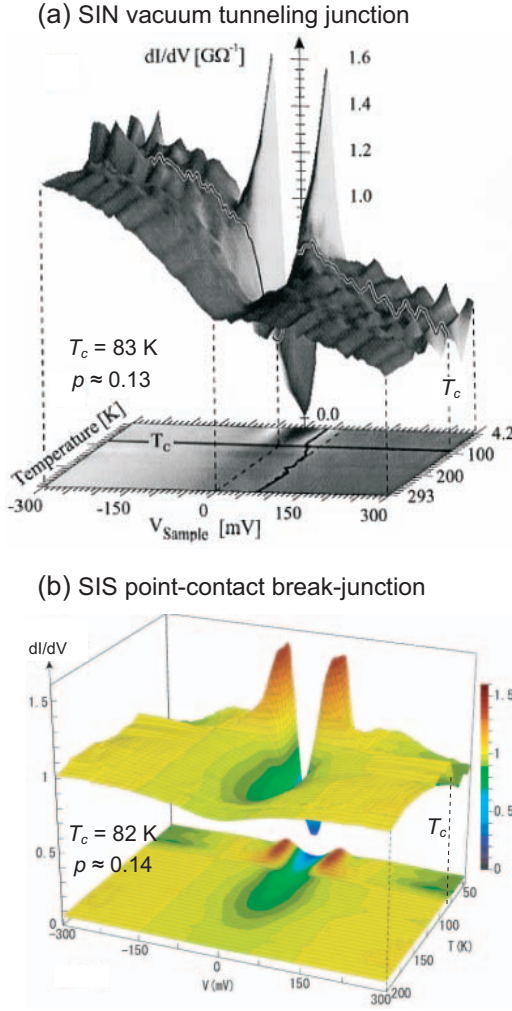 (a) SIN vacuum tunneling junction
dI/dV [GΩ⁻¹]
1.6
1.4
1.2
1.0
T_c = 83 K
p ≈ 0.13
T_c
0.0
Temperature [K]
T_c
4.2
100
200
293
-300
-150
0
150
300
V_Sample [mV]
(b) SIS point-contact break-junction
dI/dV
1.5
1
0.5
0
1.5
1
0.5
0
T_c = 82 K
p ≈ 0.14
T_c
50
100
150
200
T(K)
-300
-150
0
150
300
V(mV)